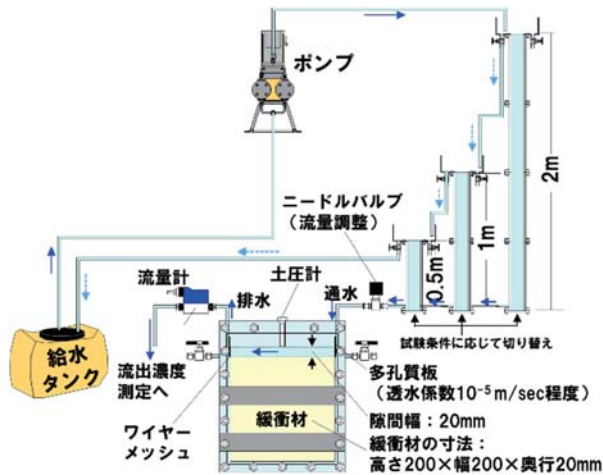 ポンプ
2m
ニードルバルブ
（流量調整）
1m
0.5m
流量計
排水
土圧計
通水
試験条件に応じて切り替え
給水
タンク
流出濃度
測定へ
多孔質板
（透水係数10⁻⁵m/sec程度）
隙間幅：20mm
ワイヤー
メッシュ
緩衝材
緩衝材の寸法：
高さ200×幅200×奥行20mm